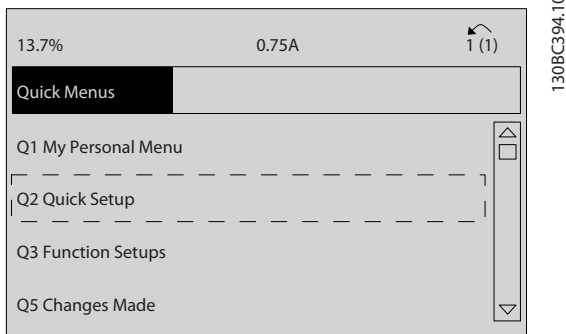 13.7% 0.75A 1 (1)
Quick Menus
Q1 My Personal Menu
Q2 Quick Setup
Q3 Function Setups
Q5 Changes Made
130BC394.10